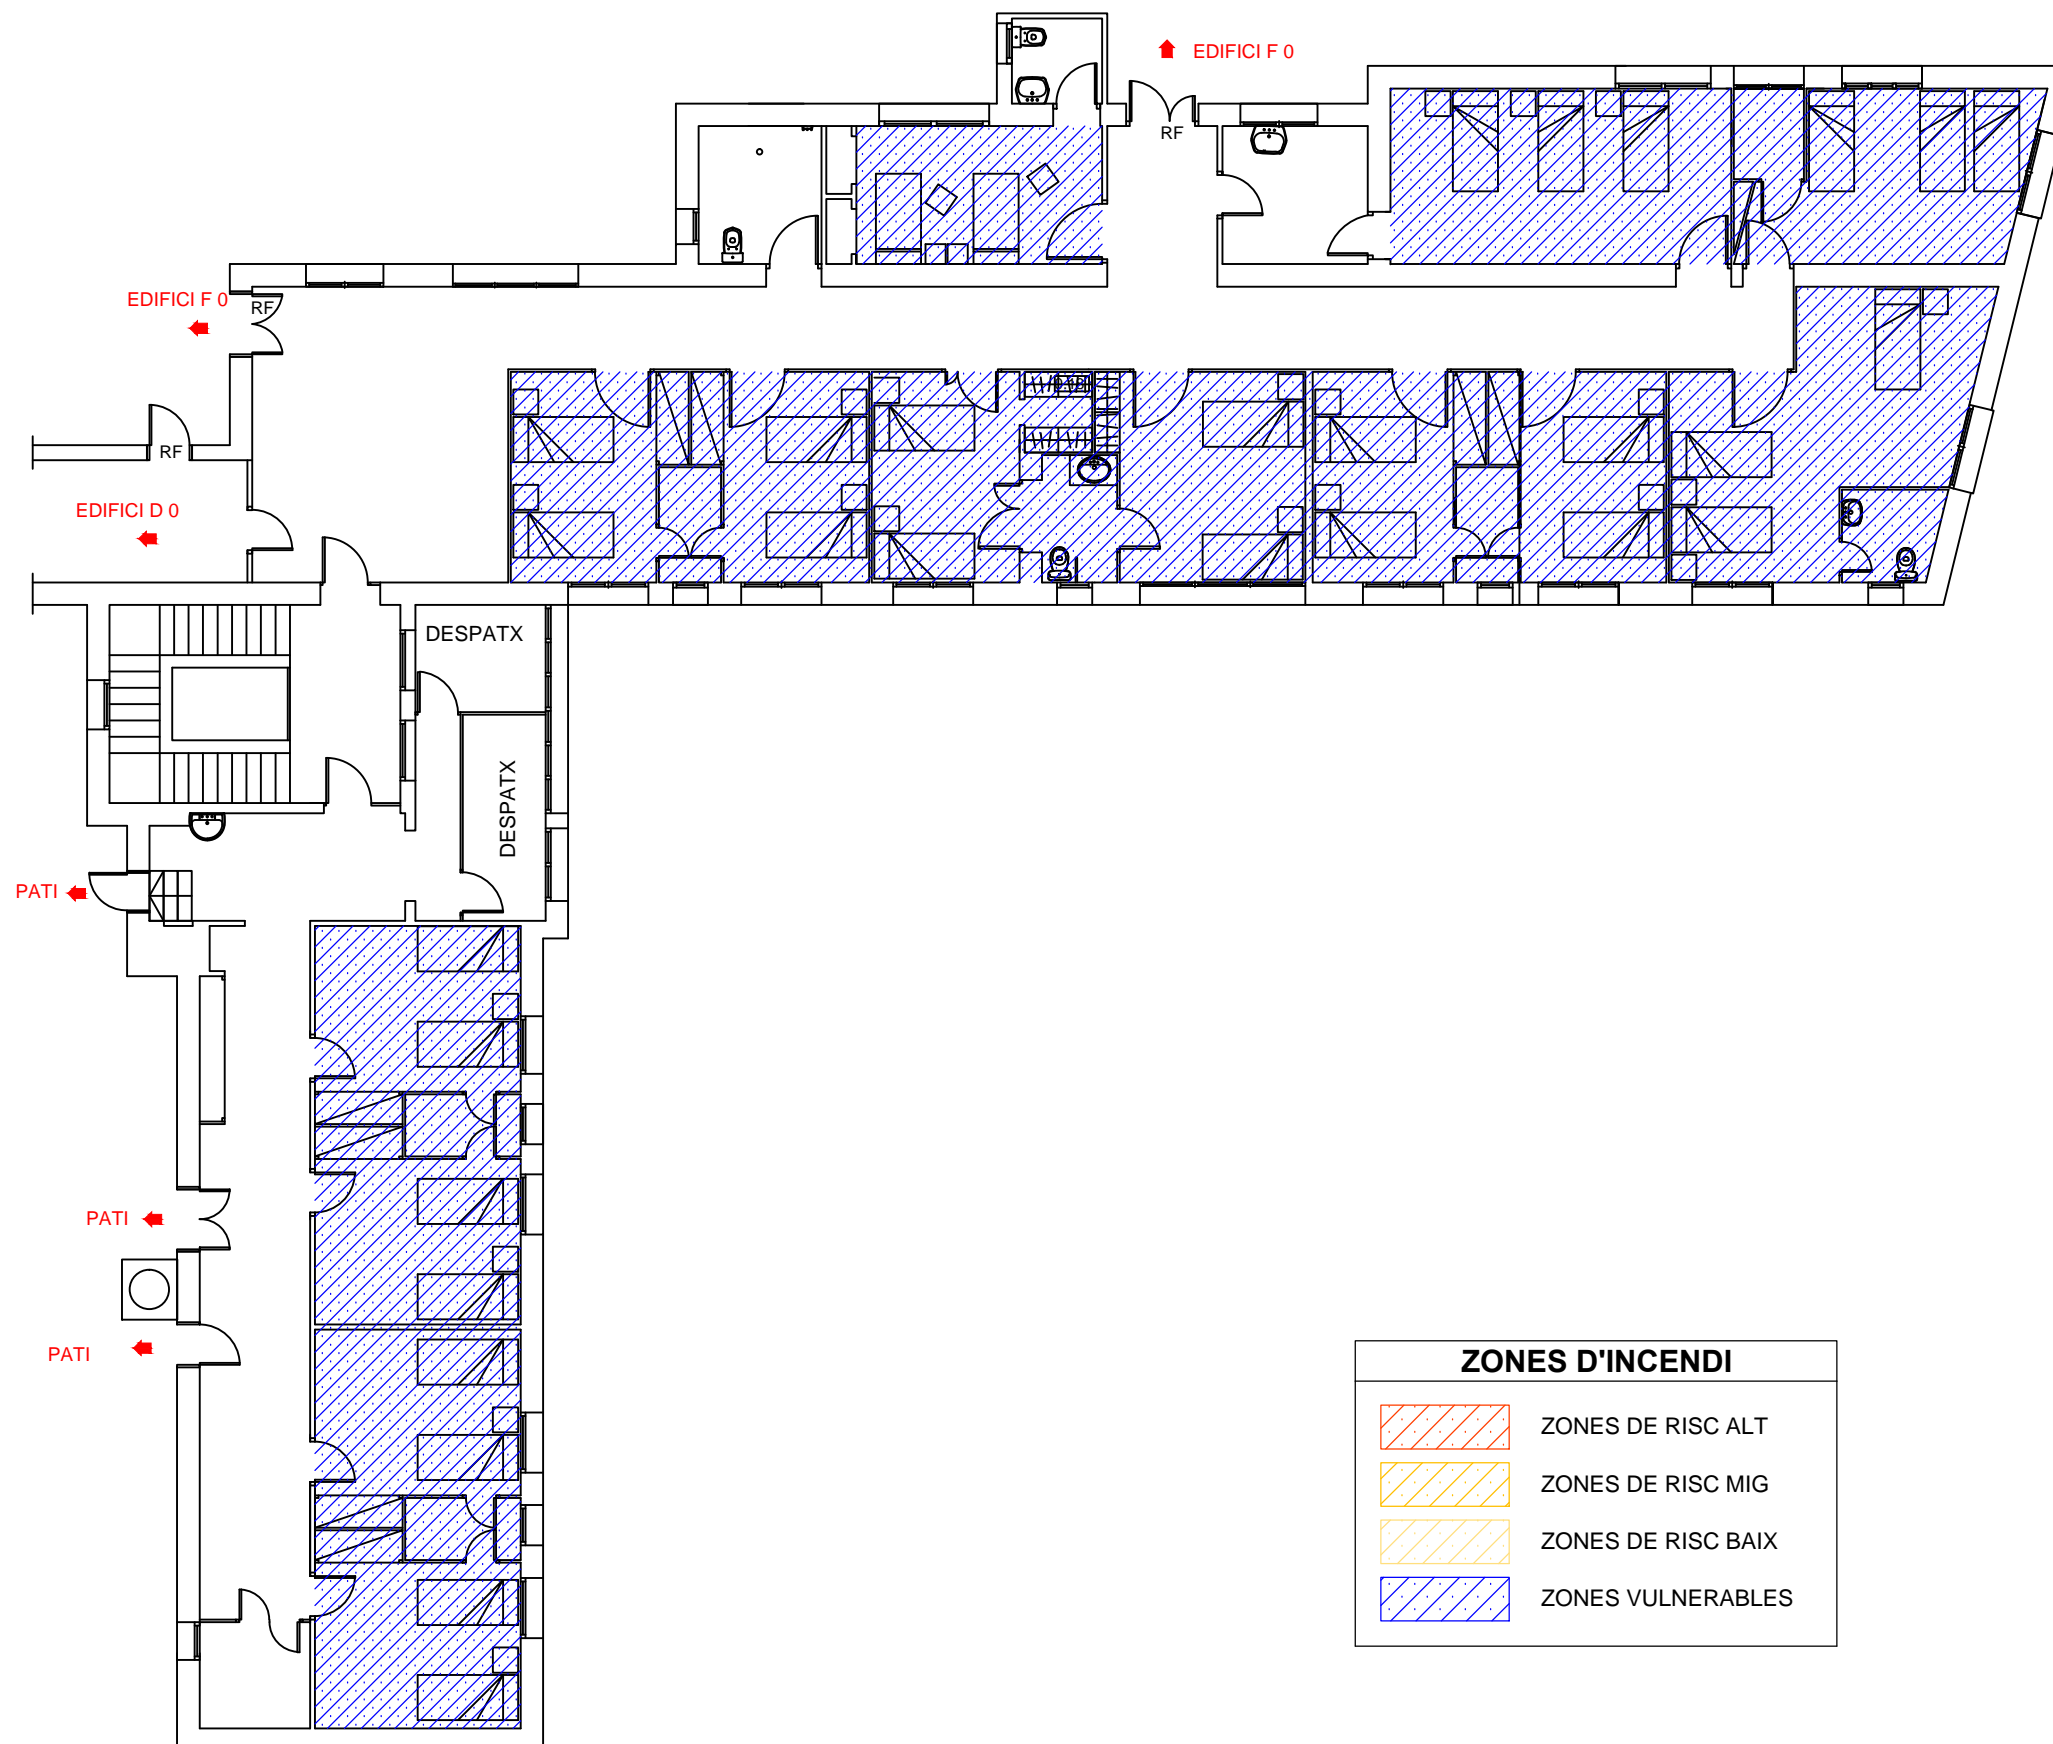 EDIFICI F 0
RF
EDIFICI F 0
RF
RF
EDIFICI D 0
DESPATX
DESPATX
PATI
PATI
PATI
ZONES D'INCENDI
ZONES DE RISC ALT
ZONES DE RISC MIG
ZONES DE RISC BAIX
ZONES VULNERABLES